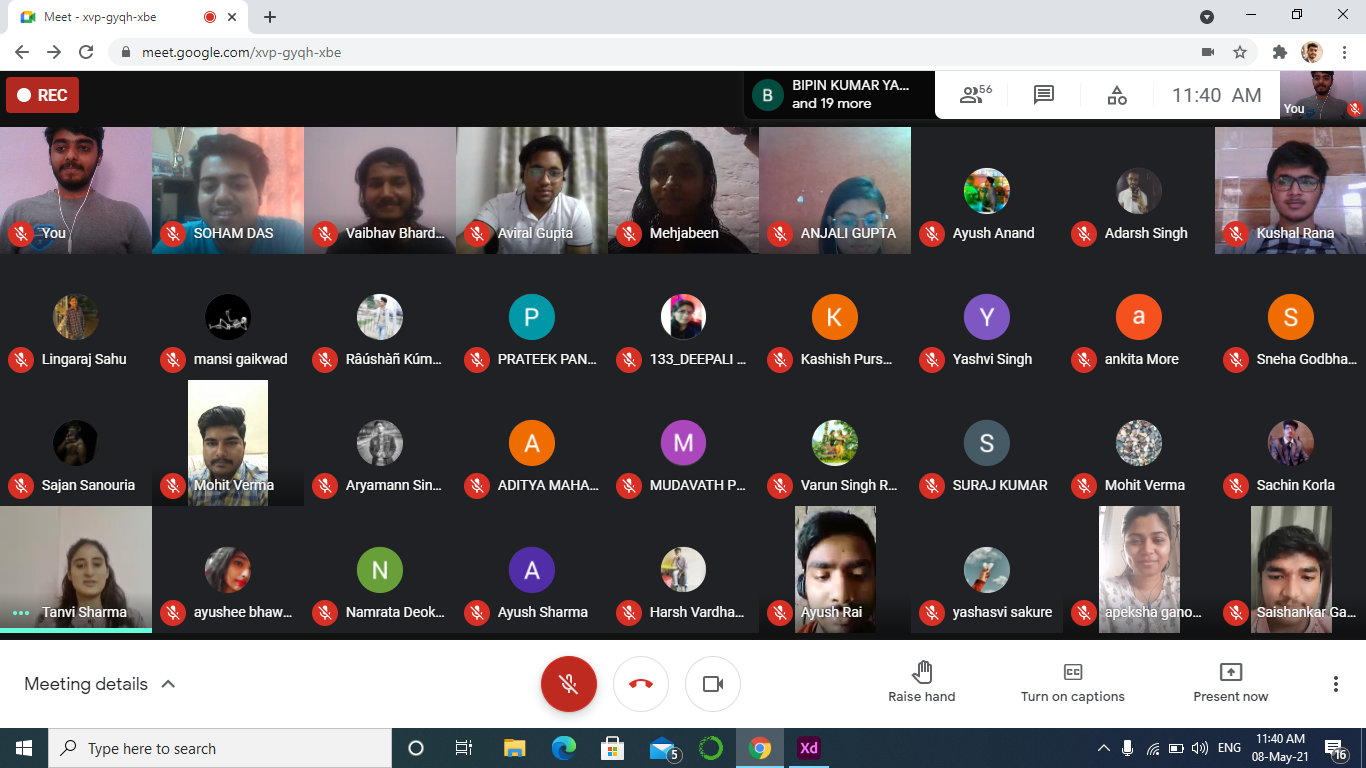 Meet - xvp-gyqh-xbe
meet.google.com/xvp-gyqh-xbe
REC
B
BIPIN KUMAR YA...
and 19 more
56
11:40 AM
You
You
SOHAM DAS
Vaibhav Bhard...
Aviral Gupta
Mehjabeen
ANJALI GUPTA
Ayush Anand
Adarsh Singh
Kushal Rana
P
K
Y
a
S
Lingaraj Sahu
mansi gaikwad
Râúshàñ Kúm...
PRATEEK PAN...
133_DEEPALI ...
Kashish Purs...
Yashvi Singh
ankita More
Sneha Godbha...
A
M
S
Sajan Sanouria
Mohit Verma
Aryamann Sin...
ADITYA MAHA...
MUDAVATH P...
Varun Singh R...
SURAJ KUMAR
Mohit Verma
Sachin Korla
N
A
Tanvi Sharma
ayushee bhaw...
Namrata Deok...
Ayush Sharma
Harsh Vardha...
Ayush Rai
yashasvi sakure
apeksha gano...
Saishankar Ga...
Meeting details
Raise hand
CC
Turn on captions
Present now
Type here to search
5
Xd
ENG
11:40 AM
08-May-21
16